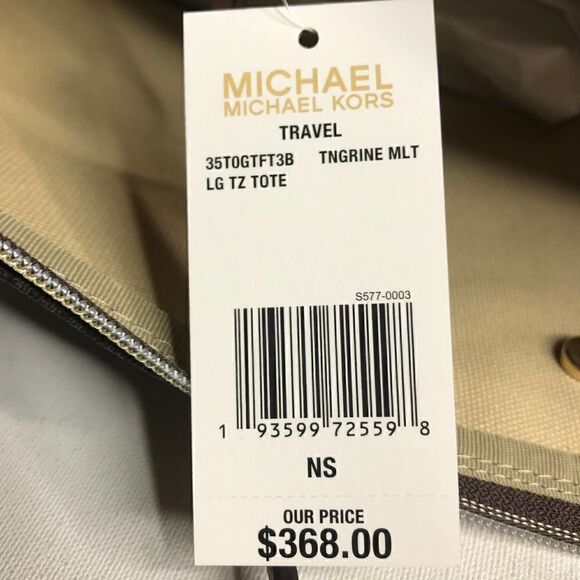 MICHAEL
MICHAEL KORS
TRAVEL
35T0GTFT3B TNGRINE MLT
LG TZ TOTE
S577-0003
1 93599 72559 8
NS
OUR PRICE
$368.00